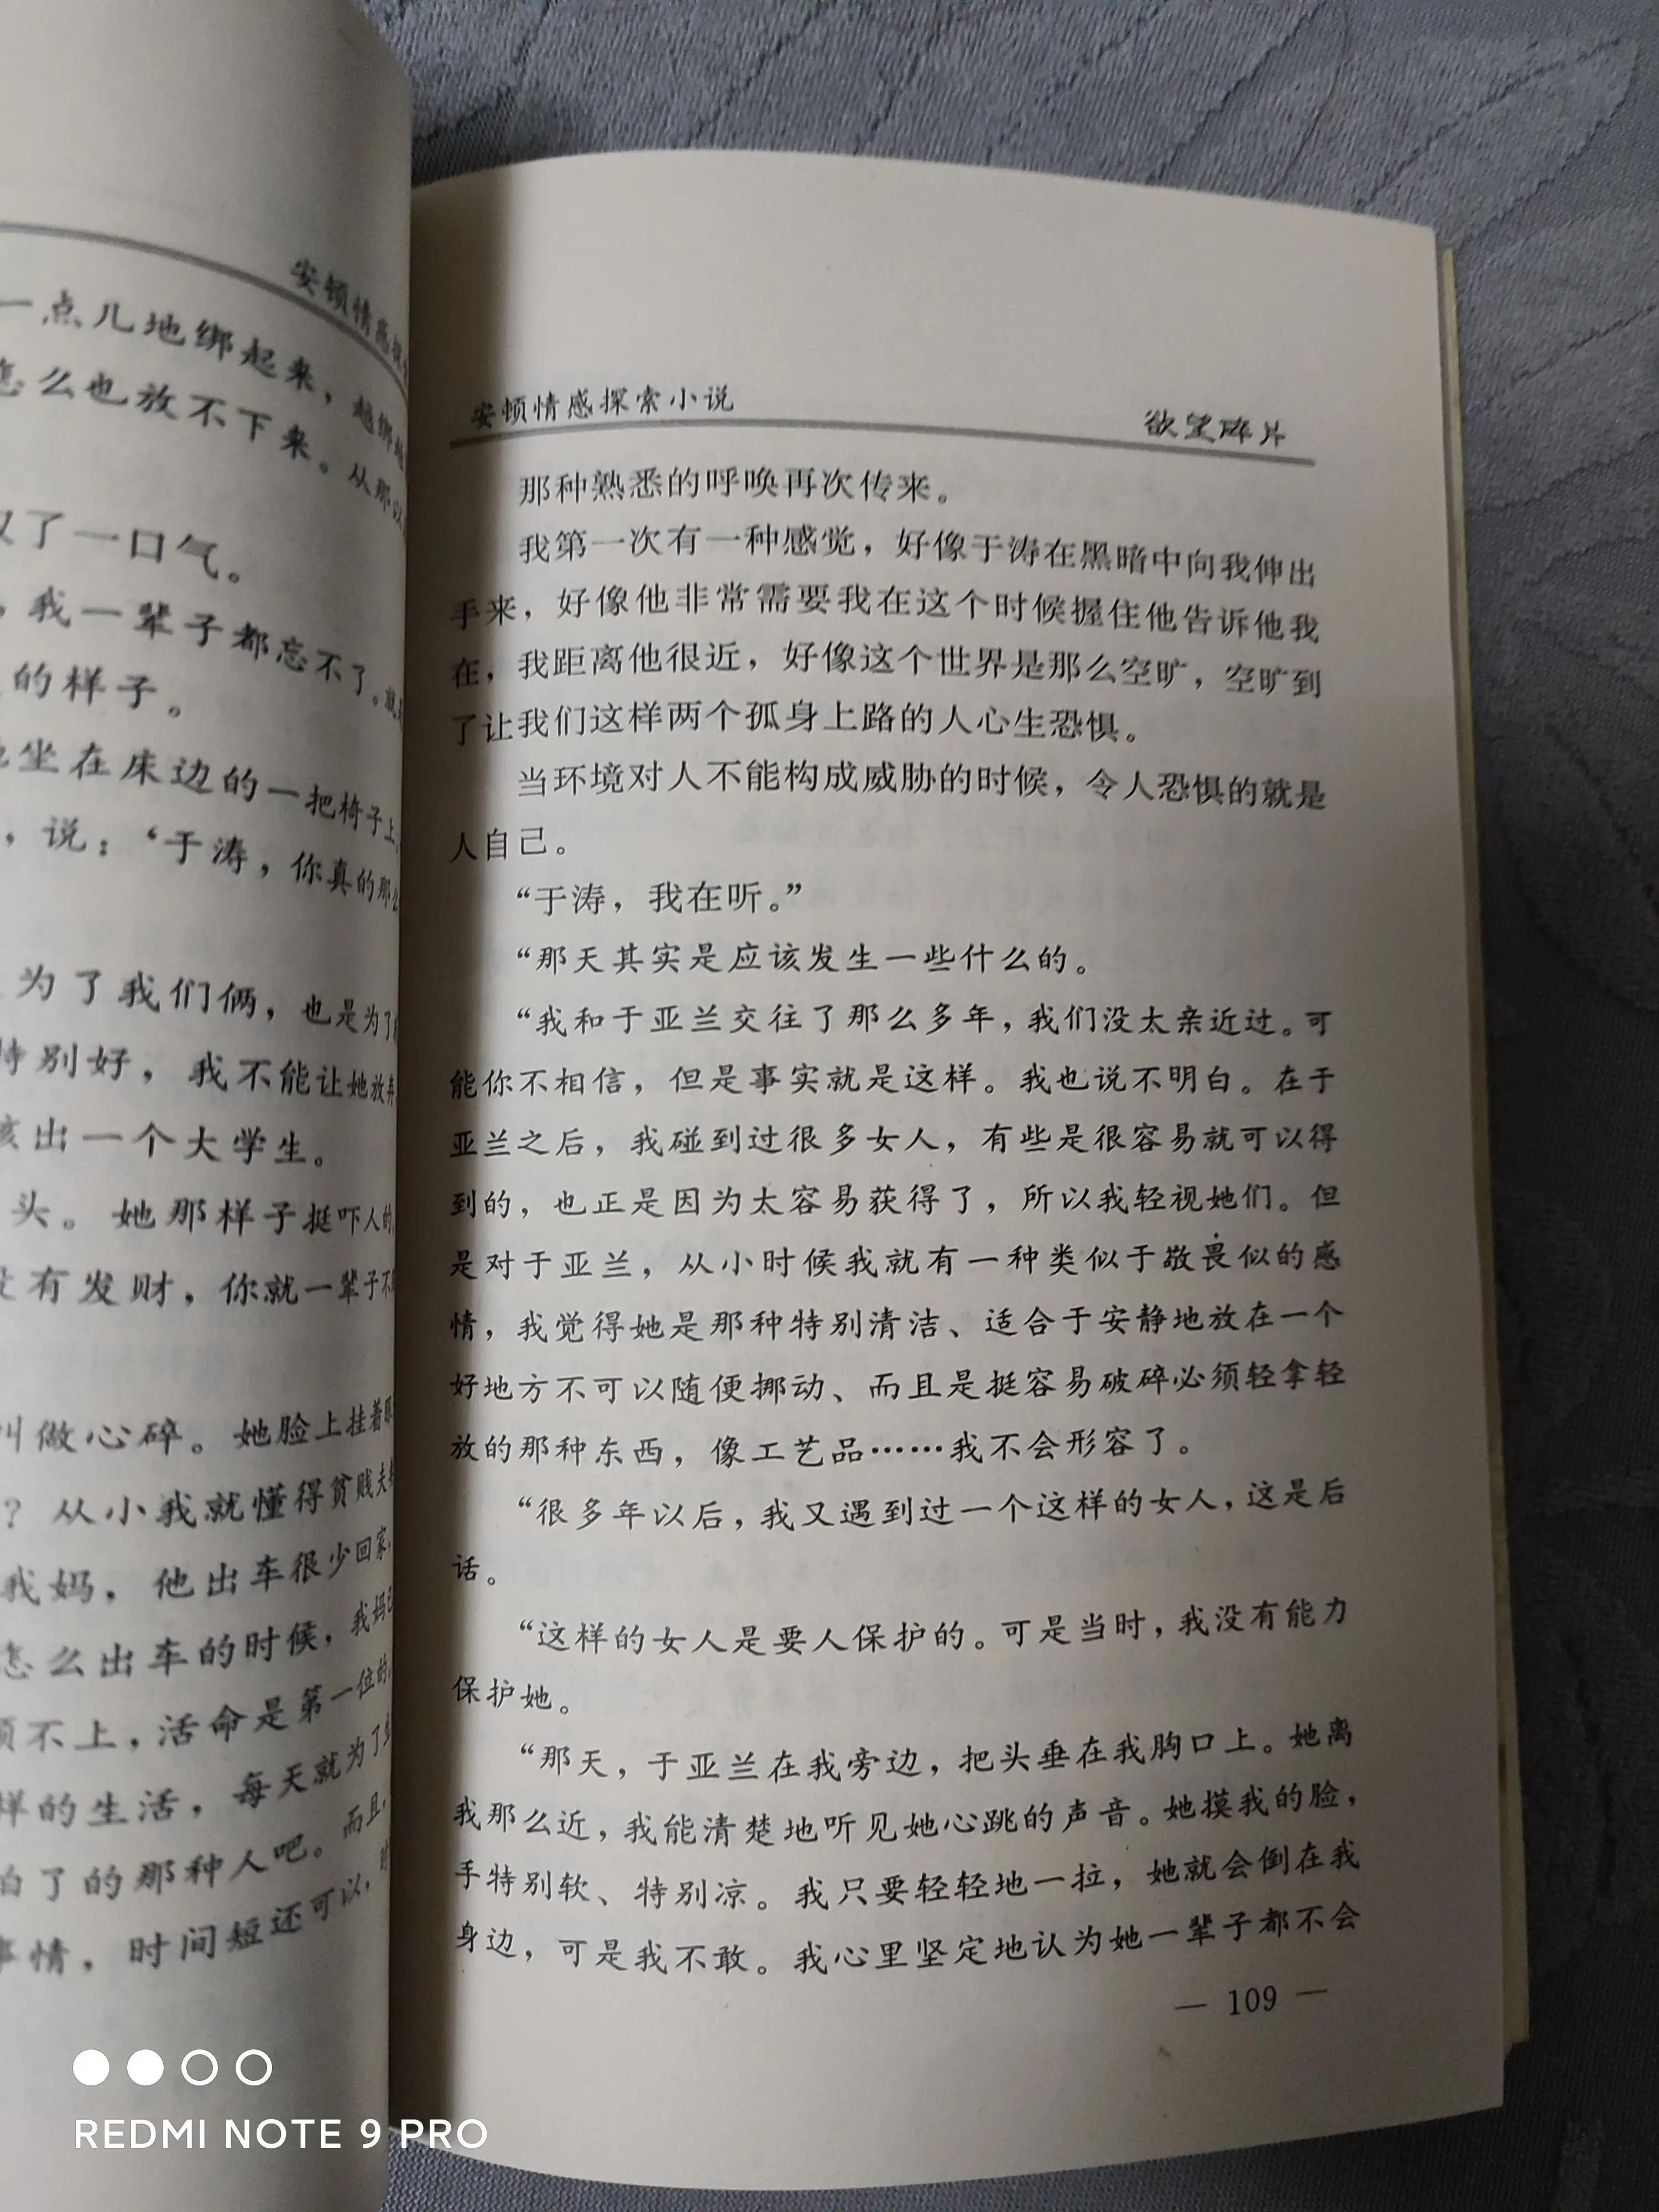 安顿情感
一点儿地绑起来，越绑
怎么也放不下来。从那以
了一口气。
，我一辈子都忘不了。就
的样子。
坐在床边的一把椅子上
，说：‘于涛，你真的那么
为了我们俩，也是为了
特别好，我不能让她放弃
该出一个大学生。
头。她那样子挺吓人的
没有发财，你就一辈子不
叫做心碎。她脸上挂着
？从小我就懂得贫贱夫
我妈，他出车很少回家
怎么出车的时候，我妈
顾不上，活命是第一位的
样的生活，每天就为了
怕了的那种人吧。而且，
事情，时间短还可以，时
安顿情感探索小说
欲望碎片
那种熟悉的呼唤再次传来。
我第一次有一种感觉，好像于涛在黑暗中向我伸出
手来，好像他非常需要我在这个时候握住他告诉他我
在，我距离他很近，好像这个世界是那么空旷，空旷到
了让我们这样两个孤身上路的人心生恐惧。
当环境对人不能构成威胁的时候，令人恐惧的就是
人自己。
“于涛，我在听。”
“那天其实是应该发生一些什么的。
“我和于亚兰交往了那么多年，我们没太亲近过。可
能你不相信，但是事实就是这样。我也说不明白。在于
亚兰之后，我碰到过很多女人，有些是很容易就可以得
到的，也正是因为太容易获得了，所以我轻视她们。但
是对于亚兰，从小时候我就有一种类似于敬畏似的感
情，我觉得她是那种特别清洁、适合于安静地放在一个
好地方不可以随便挪动、而且是挺容易破碎必须轻拿轻
放的那种东西，像工艺品……我不会形容了。
“很多年以后，我又遇到过一个这样的女人，这是后
话。
“这样的女人是要人保护的。可是当时，我没有能力
保护她。
“那天，于亚兰在我旁边，把头垂在我胸口上。她离
我那么近，我能清楚地听见她心跳的声音。她摸我的脸，
手特别软、特别凉。我只要轻轻地一拉，她就会倒在我
身边，可是我不敢。我心里坚定地认为她一辈子都不会
— 109 —
REDMI NOTE 9 PRO